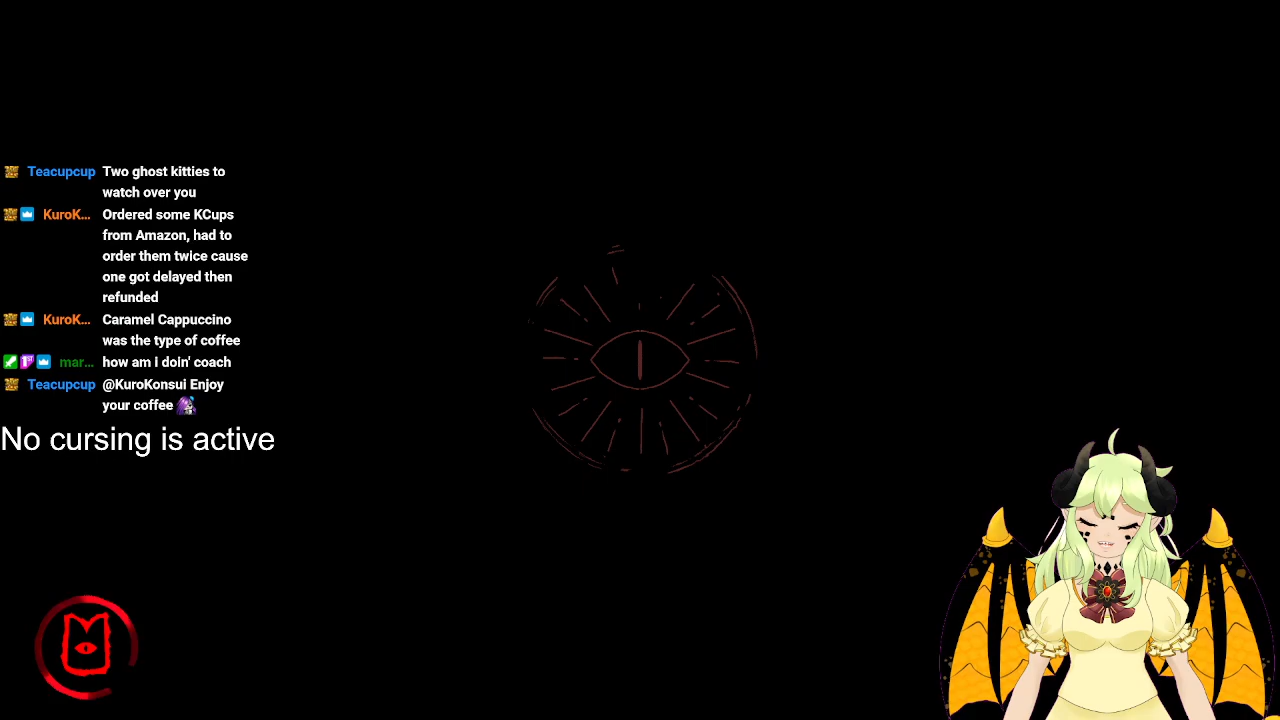 Teacupcup Two ghost kitties to
watch over you
KuroK... Ordered some KCups
from Amazon, had to
order them twice cause
one got delayed then
refunded
KuroK... Caramel Cappuccino
was the type of coffee
mar... how am i doin' coach
Teacupcup @KuroKonsui Enjoy
your coffee
No cursing is active